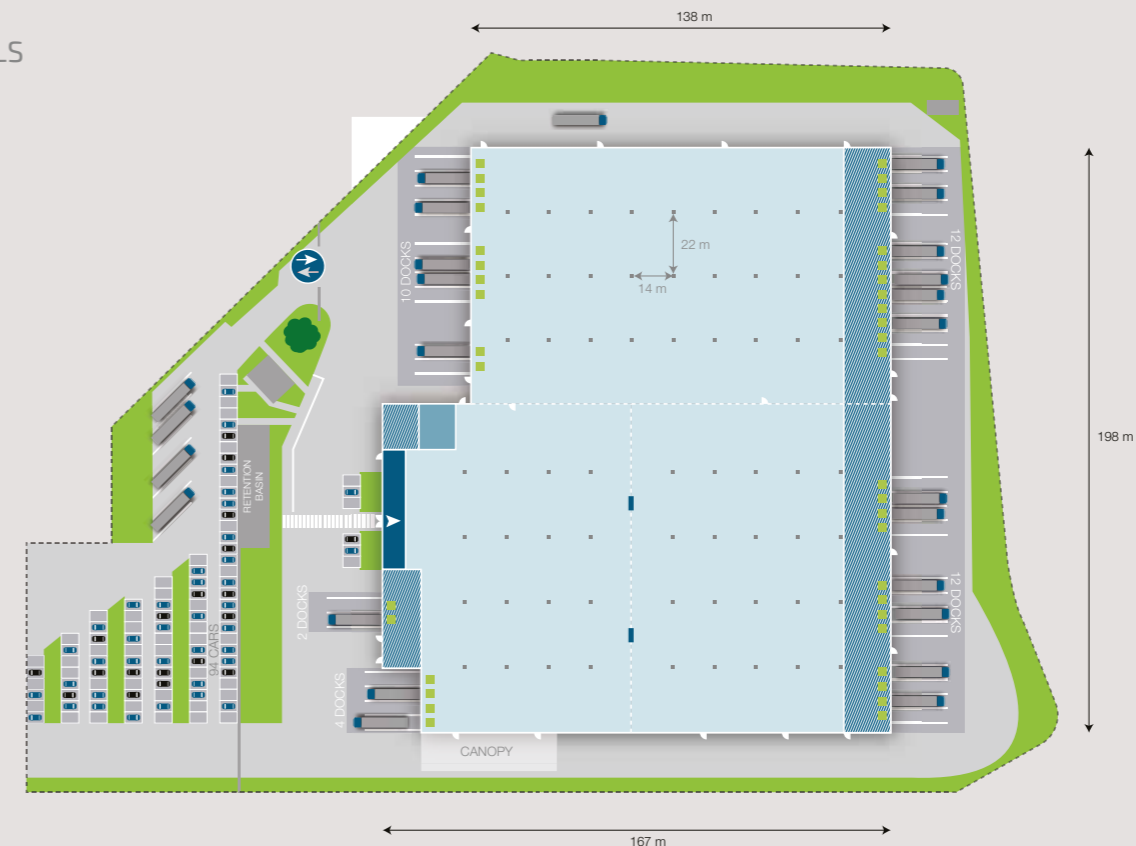 138 m
LS
22 m
14 m
10 DOCKS
12 DOCKS
198 m
RETENTION
BASIN
94 CARS
2 DOCKS
12 DOCKS
4 DOCKS
CANOPY
167 m